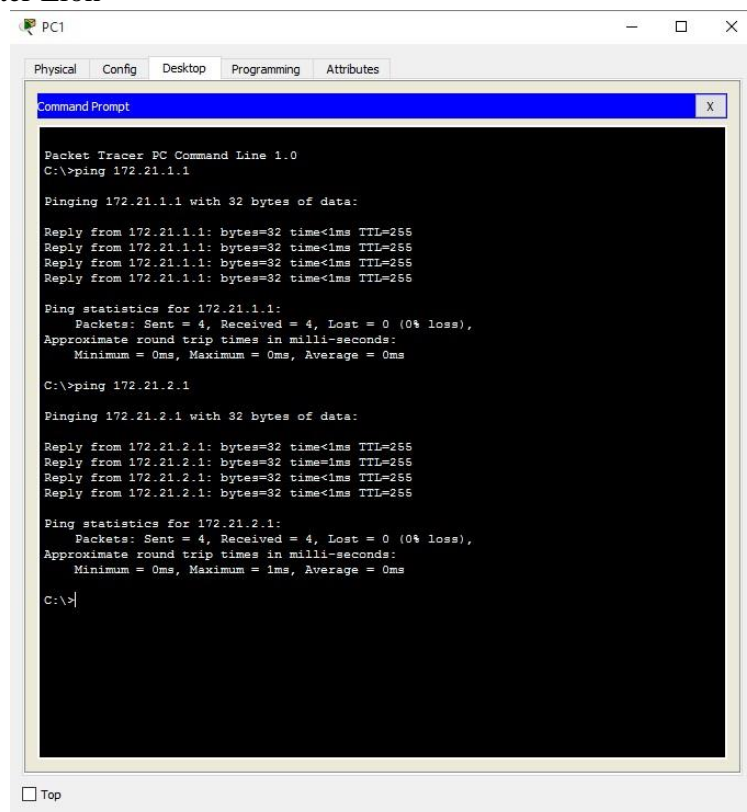 PC1
Physical Config Desktop Programming Attributes
Command Prompt X
Packet Tracer PC Command Line 1.0
C:\>ping 172.21.1.1
Pinging 172.21.1.1 with 32 bytes of data:
Reply from 172.21.1.1: bytes=32 time<1ms TTL=255
Reply from 172.21.1.1: bytes=32 time<1ms TTL=255
Reply from 172.21.1.1: bytes=32 time<1ms TTL=255
Reply from 172.21.1.1: bytes=32 time<1ms TTL=255
Ping statistics for 172.21.1.1:
Packets: Sent = 4, Received = 4, Lost = 0 (0% loss),
Approximate round trip times in milli-seconds:
Minimum = 0ms, Maximum = 0ms, Average = 0ms
C:\>ping 172.21.2.1
Pinging 172.21.2.1 with 32 bytes of data:
Reply from 172.21.2.1: bytes=32 time<1ms TTL=255
Reply from 172.21.2.1: bytes=32 time=1ms TTL=255
Reply from 172.21.2.1: bytes=32 time<1ms TTL=255
Reply from 172.21.2.1: bytes=32 time<1ms TTL=255
Ping statistics for 172.21.2.1:
Packets: Sent = 4, Received = 4, Lost = 0 (0% loss),
Approximate round trip times in milli-seconds:
Minimum = 0ms, Maximum = 1ms, Average = 0ms
C:\>
Top